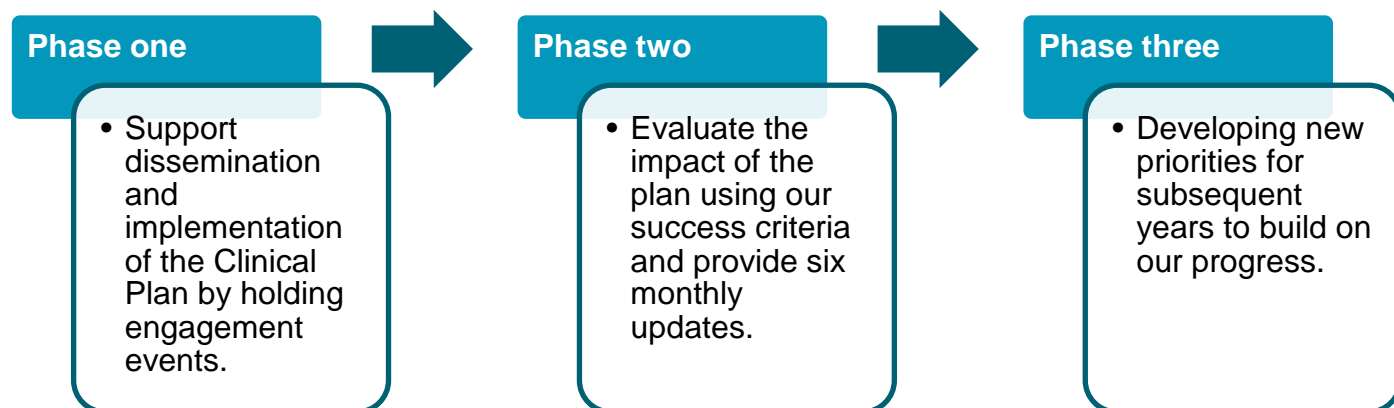 Phase one
• Support
dissemination
and
implementation
of the Clinical
Plan by holding
engagement
events.
Phase two
• Evaluate the
impact of the
plan using our
success criteria
and provide six
monthly
updates.
Phase three
• Developing new
priorities for
subsequent
years to build on
our progress.